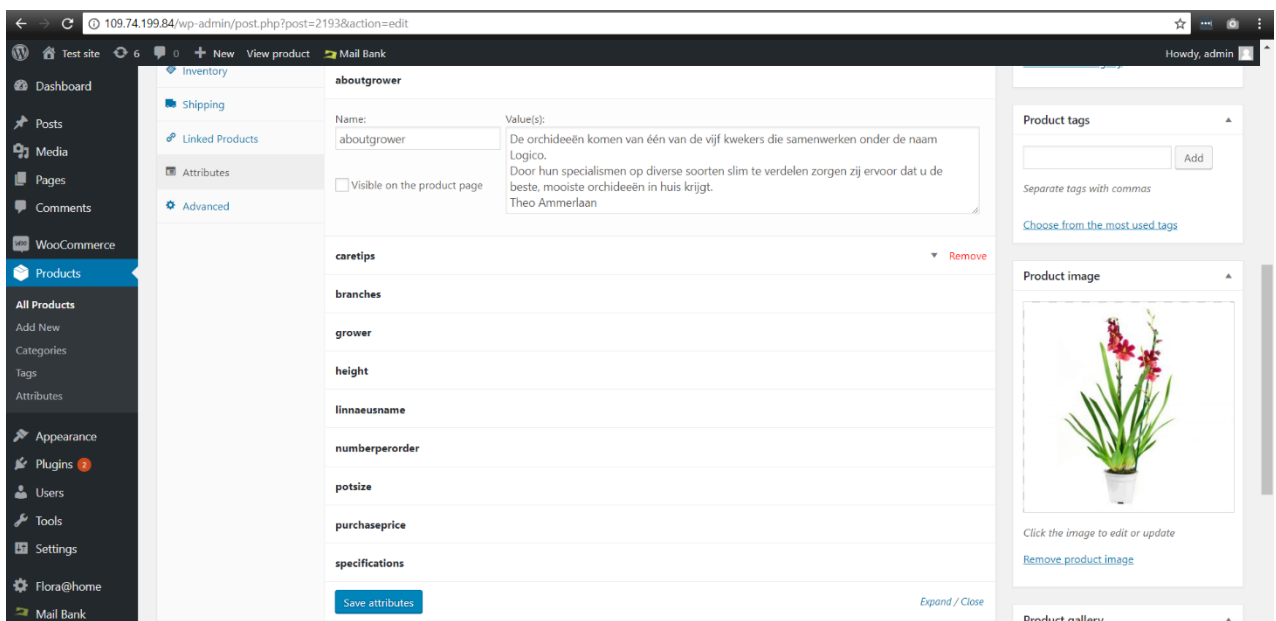 109.74.199.84/wp-admin/post.php?post=2193&action=edit
Test site 6 0 New View product Mail Bank Howdy, admin
Dashboard
Posts
Media
Pages
Comments
WooCommerce
Products
All Products
Add New
Categories
Tags
Attributes
Appearance
Plugins 2
Users
Tools
Settings
Flora@home
Mail Bank
Inventory
Shipping
Linked Products
Attributes
Advanced
aboutgrower
Name:
aboutgrower
Visible on the product page
Value(s):
De orchideeën komen van één van de vijf kwekers die samenwerken onder de naam
Logico.
Door hun specialismen op diverse soorten slim te verdelen zorgen zij ervoor dat u de
beste, mooiste orchideeën in huis krijgt.
Theo Ammerlaan
caretips Remove
branches
grower
height
linnaeusname
numberperorder
potsize
purchaseprice
specifications
Save attributes Expand / Close
Product tags
Add
Separate tags with commas
Choose from the most used tags
Product image
Click the image to edit or update
Remove product image
Product gallery